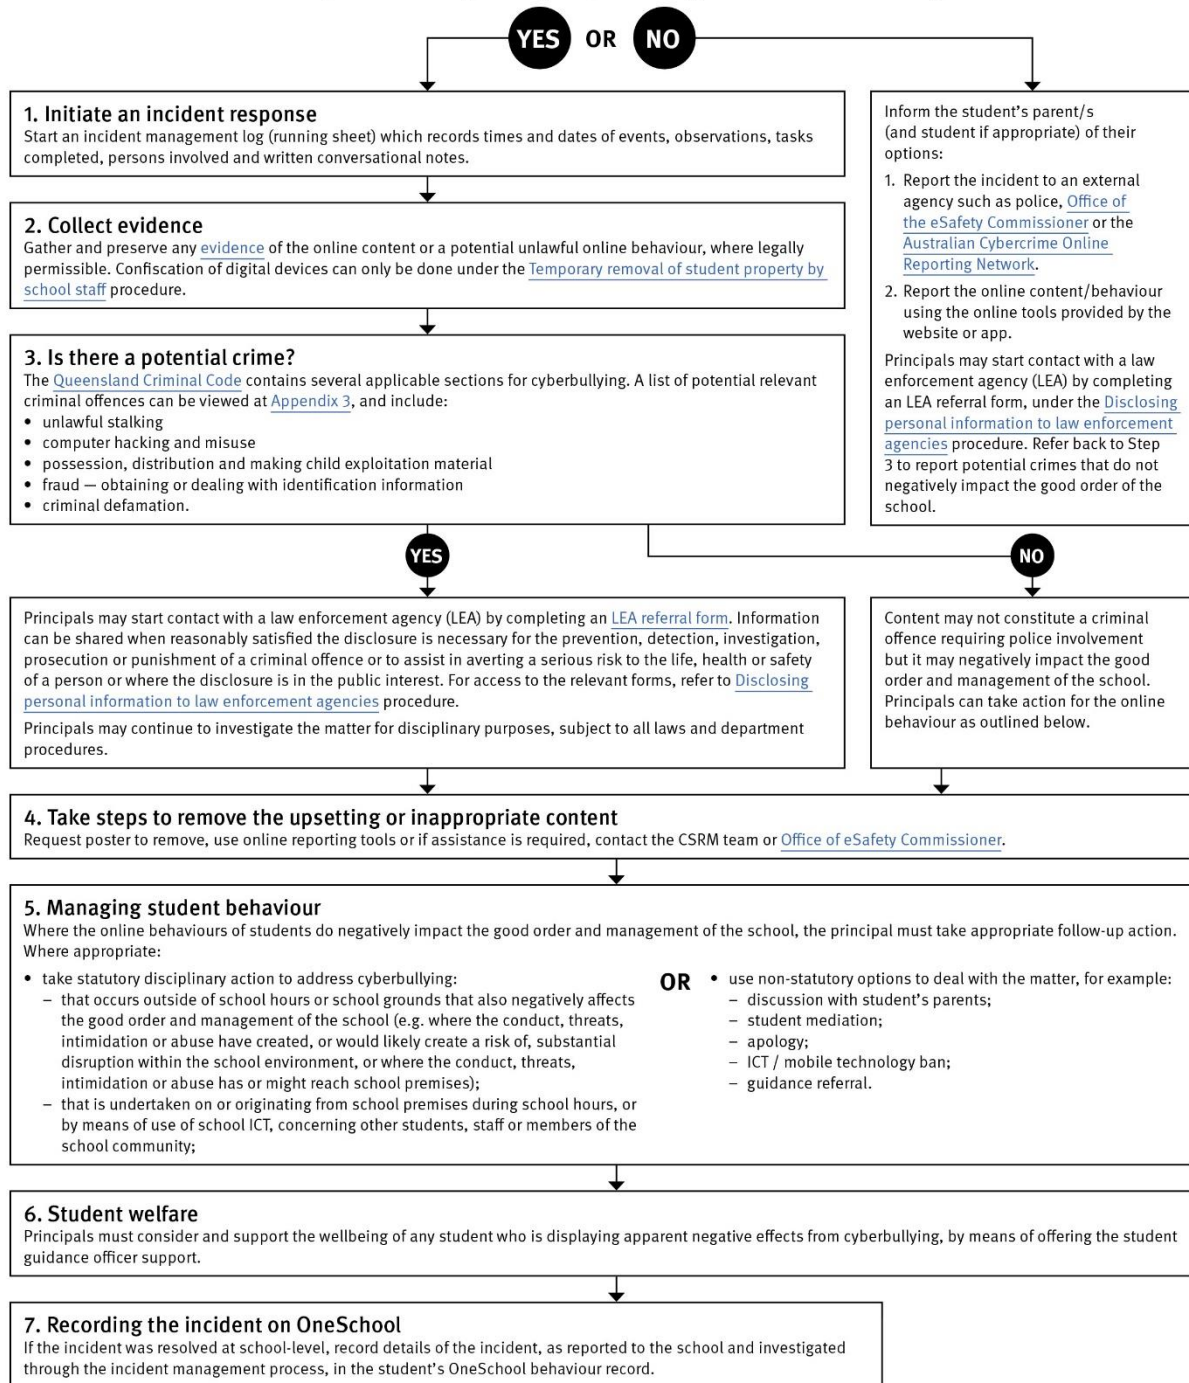 YES OR NO
1. Initiate an incident response
Start an incident management log (running sheet) which records times and dates of events, observations, tasks
completed, persons involved and written conversational notes.
Inform the student’s parent/s
(and student if appropriate) of their
options:
1. Report the incident to an external
agency such as police, Office of
the eSafety Commissioner or the
Australian Cybercrime Online
Reporting Network.
2. Report the online content/behaviour
using the online tools provided by the
website or app.
Principals may start contact with a law
enforcement agency (LEA) by completing
an LEA referral form, under the Disclosing
personal information to law enforcement
agencies procedure. Refer back to Step
3 to report potential crimes that do not
negatively impact the good order of the
school.
2. Collect evidence
Gather and preserve any evidence of the online content or a potential unlawful online behaviour, where legally
permissible. Confiscation of digital devices can only be done under the Temporary removal of student property by
school staff procedure.
3. Is there a potential crime?
The Queensland Criminal Code contains several applicable sections for cyberbullying. A list of potential relevant
criminal offences can be viewed at Appendix 3, and include:
• unlawful stalking
• computer hacking and misuse
• possession, distribution and making child exploitation material
• fraud — obtaining or dealing with identification information
• criminal defamation.
YES
NO
Principals may start contact with a law enforcement agency (LEA) by completing an LEA referral form. Information
can be shared when reasonably satisfied the disclosure is necessary for the prevention, detection, investigation,
prosecution or punishment of a criminal offence or to assist in averting a serious risk to the life, health or safety
of a person or where the disclosure is in the public interest. For access to the relevant forms, refer to Disclosing
personal information to law enforcement agencies procedure.
Principals may continue to investigate the matter for disciplinary purposes, subject to all laws and department
procedures.
Content may not constitute a criminal
offence requiring police involvement
but it may negatively impact the good
order and management of the school.
Principals can take action for the online
behaviour as outlined below.
4. Take steps to remove the upsetting or inappropriate content
Request poster to remove, use online reporting tools or if assistance is required, contact the CSRM team or Office of eSafety Commissioner.
5. Managing student behaviour
Where the online behaviours of students do negatively impact the good order and management of the school, the principal must take appropriate follow-up action.
Where appropriate:
• take statutory disciplinary action to address cyberbullying:
– that occurs outside of school hours or school grounds that also negatively affects
the good order and management of the school (e.g. where the conduct, threats,
intimidation or abuse have created, or would likely create a risk of, substantial
disruption within the school environment, or where the conduct, threats,
intimidation or abuse has or might reach school premises);
– that is undertaken on or originating from school premises during school hours, or
by means of use of school ICT, concerning other students, staff or members of the
school community;
OR
• use non-statutory options to deal with the matter, for example:
– discussion with student’s parents;
– student mediation;
– apology;
– ICT / mobile technology ban;
– guidance referral.
6. Student welfare
Principals must consider and support the wellbeing of any student who is displaying apparent negative effects from cyberbullying, by means of offering the student
guidance officer support.
7. Recording the incident on OneSchool
If the incident was resolved at school-level, record details of the incident, as reported to the school and investigated
through the incident management process, in the student’s OneSchool behaviour record.